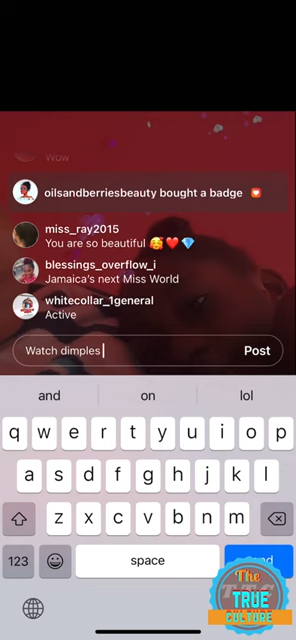 Wow
oilsandberriesbeauty bought a badge
miss_ray2015
You are so beautiful 🥰❤️💎
blessings_overflow_i
Jamaica's next Miss World
whitecollar_1general
Active
Watch dimples
Post
and on lol
q w e r t y u i o p
a s d f g h j k l
z x c v b n m
123 space
The
TRUE
CULTURE